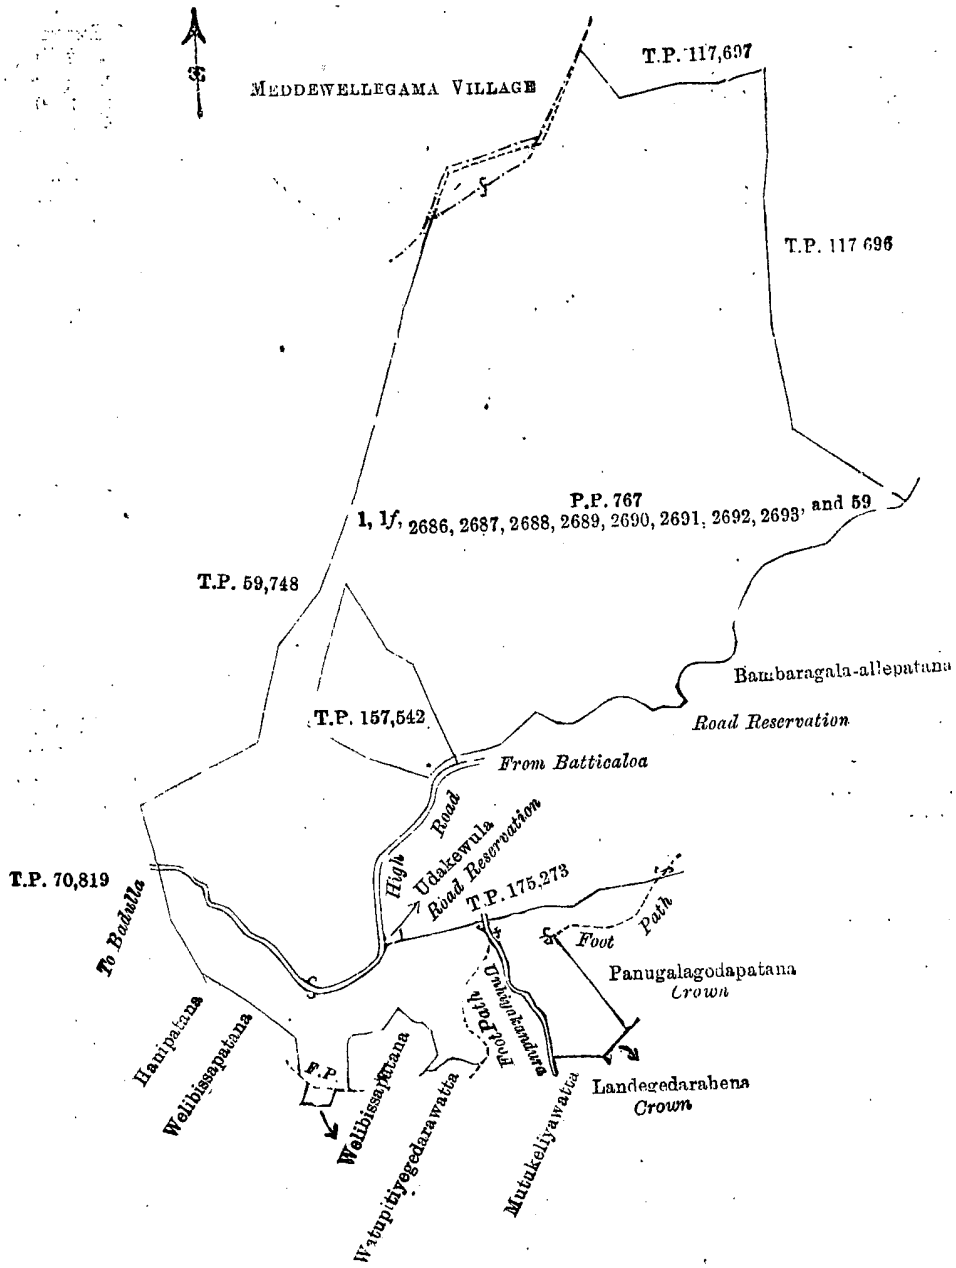 T.P. 117,697
MEDDEWELLEGAMA VILLAGE
T.P. 117 696
P.P. 767
1, 1f, 2686, 2687, 2688, 2689, 2690, 2691, 2692, 2693, and 59
T.P. 59,748
Bambaragala-allepatana
T.P. 157,542
Road Reservation
From Batticaloa
High Road
Udakewula
Road Reservation
T.P. 70,819
T.P. 175,273
To Badulla
Foot Path
Panugalagodapatana
Crown
Hanipatana
Welibissapatana
F.P.
Welibissapatana
Foot Path
Watupitiyegedarawatta
Mutukeliyawatta
Landegedarahena
Crown